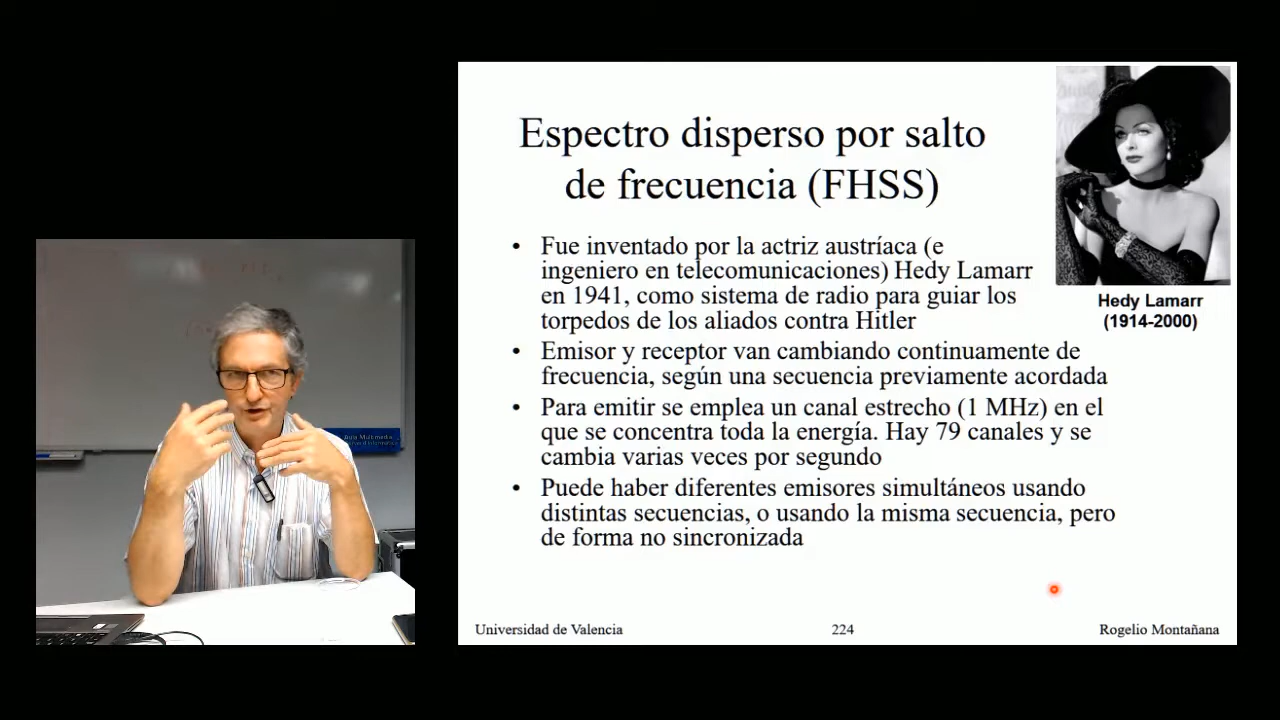 Espectro disperso por salto
de frecuencia (FHSS)
Hedy Lamarr
(1914-2000)
• Fue inventado por la actriz austríaca (e
ingeniero en telecomunicaciones) Hedy Lamarr
en 1941, como sistema de radio para guiar los
torpedos de los aliados contra Hitler
• Emisor y receptor van cambiando continuamente de
frecuencia, según una secuencia previamente acordada
• Para emitir se emplea un canal estrecho (1 MHz) en el
que se concentra toda la energía. Hay 79 canales y se
cambia varias veces por segundo
• Puede haber diferentes emisores simultáneos usando
distintas secuencias, o usando la misma secuencia, pero
de forma no sincronizada
Universidad de Valencia
224
Rogelio Montañana
Aula Multimedia